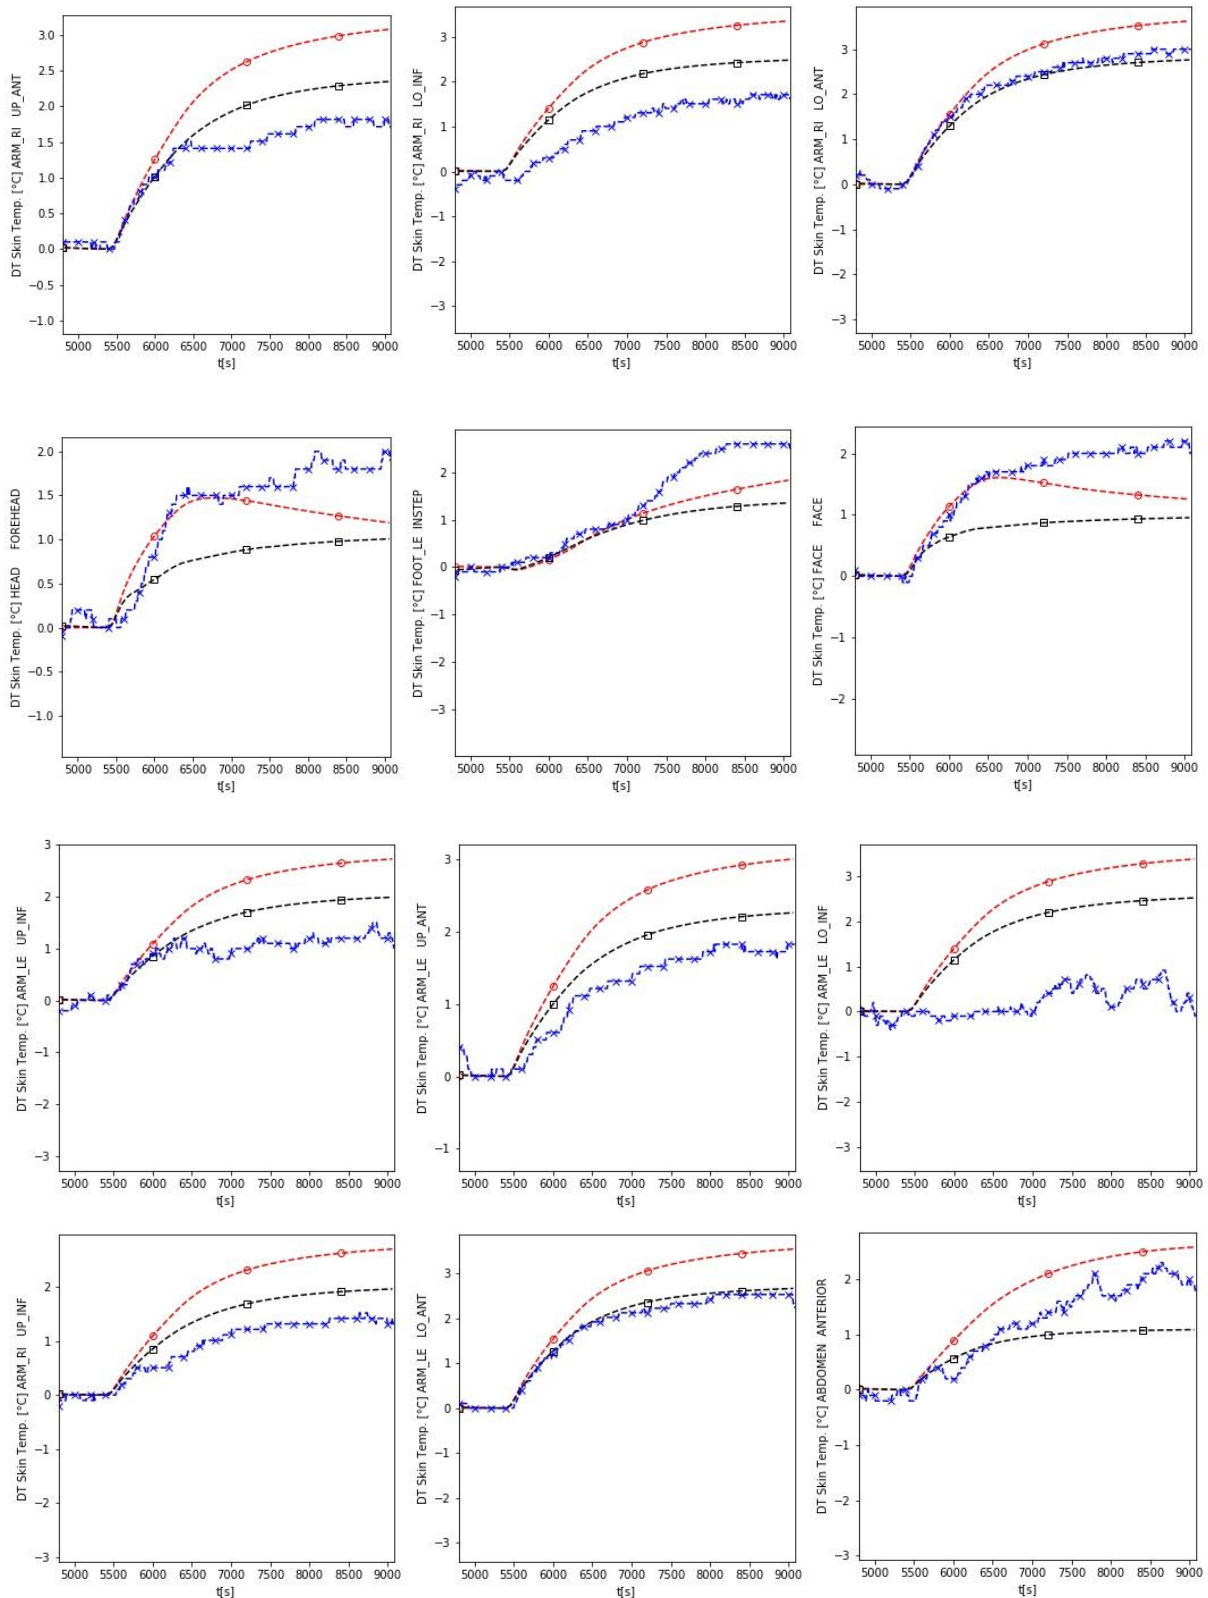 DT Skin Temp. [°C] ARM_RI UP_ANT
3.0
2.5
2.0
1.5
1.0
0.5
0.0
−0.5
−1.0
5000 5500 6000 6500 7000 7500 8000 8500 9000
t[s]
DT Skin Temp. [°C] ARM_RI LO_INF
3
2
1
0
−1
−2
−3
5000 5500 6000 6500 7000 7500 8000 8500 9000
t[s]
DT Skin Temp. [°C] ARM_RI LO_ANT
3
2
1
0
−1
−2
−3
5000 5500 6000 6500 7000 7500 8000 8500 9000
t[s]
DT Skin Temp. [°C] HEAD FOREHEAD
2.0
1.5
1.0
0.5
0.0
−0.5
−1.0
5000 5500 6000 6500 7000 7500 8000 8500 9000
t[s]
DT Skin Temp. [°C] FOOT_LE INSTEP
2
1
0
−1
−2
−3
5000 5500 6000 6500 7000 7500 8000 8500 9000
t[s]
DT Skin Temp. [°C] FACE FACE
2
1
0
−1
−2
5000 5500 6000 6500 7000 7500 8000 8500 9000
t[s]
DT Skin Temp. [°C] ARM_LE UP_INF
3
2
1
0
−1
−2
−3
5000 5500 6000 6500 7000 7500 8000 8500 9000
t[s]
DT Skin Temp. [°C] ARM_LE UP_ANT
3
2
1
0
−1
5000 5500 6000 6500 7000 7500 8000 8500 9000
t[s]
DT Skin Temp. [°C] ARM_LE LO_INF
3
2
1
0
−1
−2
−3
5000 5500 6000 6500 7000 7500 8000 8500 9000
t[s]
DT Skin Temp. [°C] ARM_RI UP_INF
2
1
0
−1
−2
−3
5000 5500 6000 6500 7000 7500 8000 8500 9000
t[s]
DT Skin Temp. [°C] ARM_LE LO_ANT
3
2
1
0
−1
−2
−3
5000 5500 6000 6500 7000 7500 8000 8500 9000
t[s]
DT Skin Temp. [°C] ABDOMEN ANTERIOR
2
1
0
−1
−2
−3
5000 5500 6000 6500 7000 7500 8000 8500 9000
t[s]